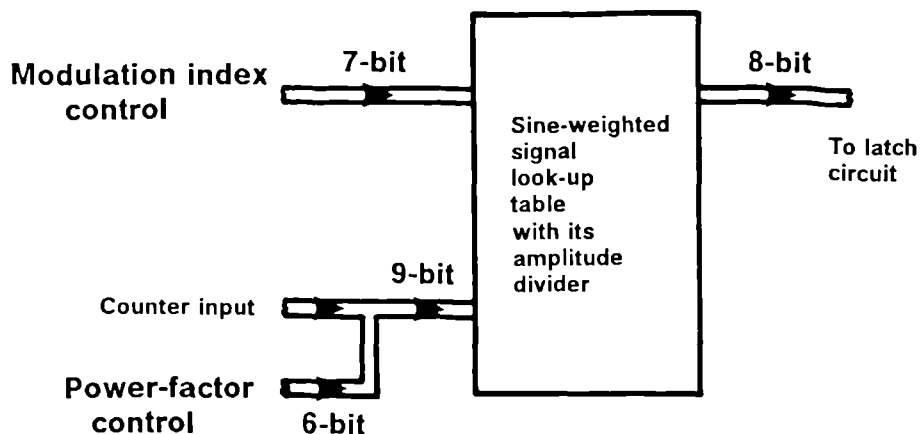 7-bit
8-bit
Modulation index
control
Sine-weighted
signal
look-up
table
with its
amplitude
divider
To latch
circuit
9-bit
Counter input
Power-factor
control
6-bit